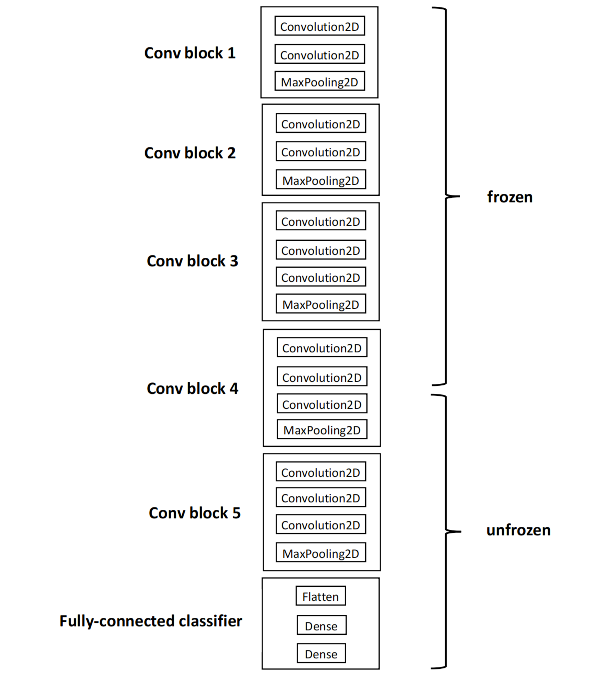 Conv block 1
Convolution2D
Convolution2D
MaxPooling2D
Conv block 2
Convolution2D
Convolution2D
MaxPooling2D
frozen
Conv block 3
Convolution2D
Convolution2D
Convolution2D
MaxPooling2D
Conv block 4
Convolution2D
Convolution2D
Convolution2D
MaxPooling2D
Conv block 5
Convolution2D
Convolution2D
Convolution2D
MaxPooling2D
unfrozen
Fully-connected classifier
Flatten
Dense
Dense